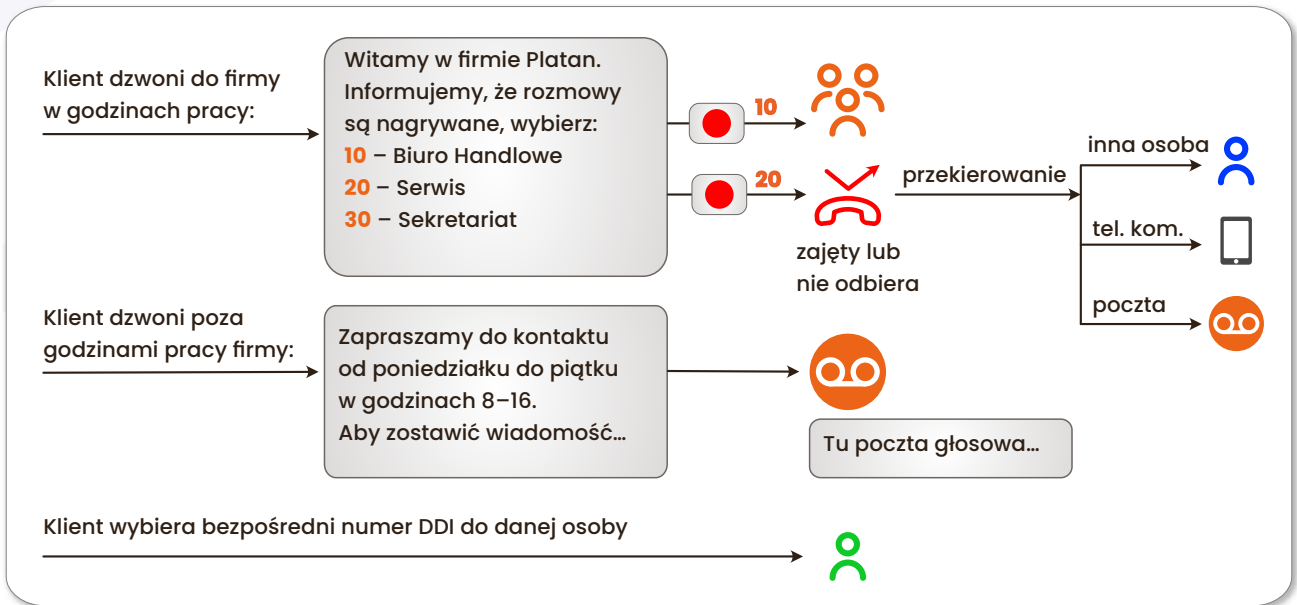 Klient dzwoni do firmy
w godzinach pracy:
Witamy w firmie Platan.
Informujemy, że rozmowy
są nagrywane, wybierz:
10 – Biuro Handlowe
20 – Serwis
30 – Sekretariat
10
20
zajęty lub
nie odbiera
przekierowanie
inna osoba
tel. kom.
poczta
Klient dzwoni poza
godzinami pracy firmy:
Zapraszamy do kontaktu
od poniedziałku do piątku
w godzinach 8–16.
Aby zostawić wiadomość...
Tu poczta głosowa...
Klient wybiera bezpośredni numer DDI do danej osoby